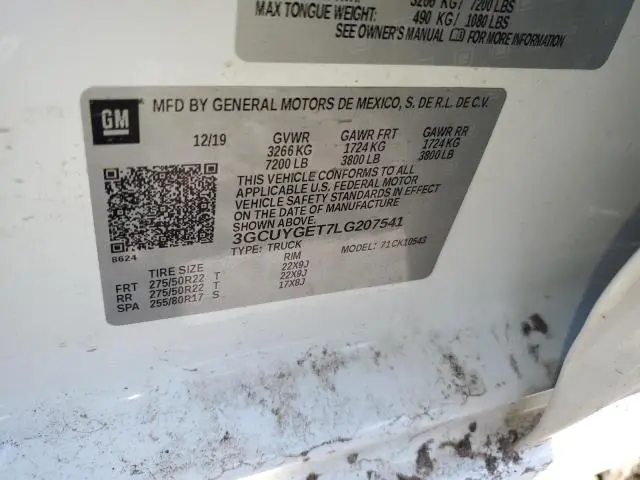 3266 KG / 7200 LBS
MAX TONGUE WEIGHT: 490 KG / 1080 LBS
SEE OWNER'S MANUAL FOR MORE INFORMATION
GM
MFD BY GENERAL MOTORS DE MEXICO, S. DE R.L. DE C.V.
12/19 GVWR GAWR FRT GAWR RR
3266 KG 1724 KG 1724 KG
7200 LB 3800 LB 3800 LB
THIS VEHICLE CONFORMS TO ALL
APPLICABLE U.S. FEDERAL MOTOR
VEHICLE SAFETY STANDARDS IN EFFECT
ON THE DATE OF MANUFACTURE
SHOWN ABOVE.
3GCUYGET7LG207541
TYPE: TRUCK MODEL: 71CK10543
8624
TIRE SIZE RIM
FRT 275/50R22 T 22X9J
RR 275/50R22 T 22X9J
SPA 255/80R17 S 17X8J